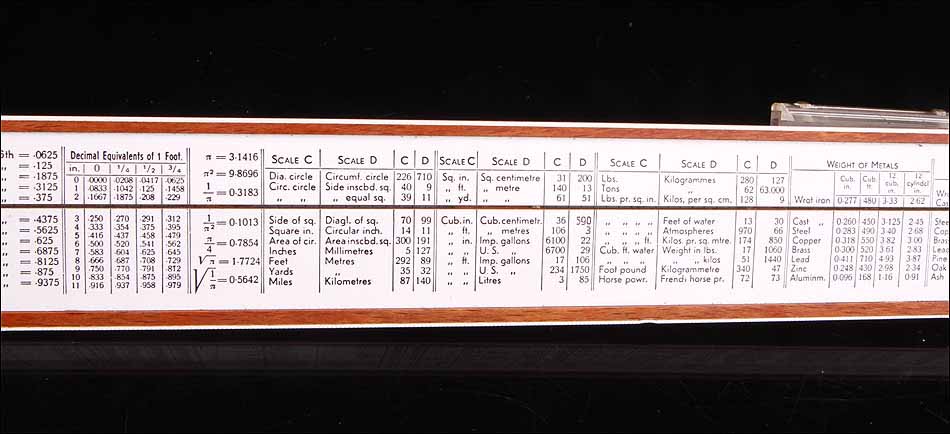 6th = ·0625 Decimal Equivalents of 1 Foot. π = 3·1416 SCALE C SCALE D C D SCALE C SCALE D C D SCALE C SCALE D C D WEIGHT OF METALS
„ = ·125 in. 0 1/4 1/2 3/4 π² = 9·8696 Cub. in. Cub. ft. 12 cub. in. 12 cylindcl in.
„ = ·1875 0 ·0000 ·0208 ·0417 ·0625 Dia. circle Circumf. circle 226 710 Sq. in. Sq. centimetre 31 200 Lbs. Kilogrammes 280 127
„ = ·3125 1 ·0833 ·1042 ·125 ·1458 1/π = 0·3183 Circ. circle Side inscbd. sq. 40 9 „ ft. „ metre 140 13 Tons „ 62 63.000
„ = ·375 2 ·1667 ·1875 ·208 ·229 „ „ „ equal sq. 39 11 „ yd. „ „ 61 51 Lbs. pr. sq. in. Kilos, per sq. cm. 128 9 Wrot iron 0·277 480 3·33 2·62
„ = ·4375 3 ·250 ·270 ·291 ·312 1/π² = 0·1013 Side of sq. Diagl. of sq. 70 99 Cub. in. Cub. centimetr. 36 590 „ „ „ „ Feet of water 13 30 Cast „ 0·260 450 3·125 2·45
„ = ·5625 4 ·333 ·354 ·375 ·395 Square in. Circular inch. 14 11 „ ft. „ metres 106 3 „ „ „ „ Atmospheres 970 66 Steel 0·283 490 3·40 2·68
„ = ·625 5 ·416 ·437 ·458 ·479 π/4 = 0·7854 Area of cir. Area inscbd. sq. 300 191 „ in. Imp. gallons 6100 22 „ „ „ ft. Kilos. pr. sq. mtre. 174 850 Copper 0·318 550 3·82 3·00
„ = ·6875 6 ·500 ·520 ·541 ·562 Inches Millimetres 5 127 „ „ U. S. „ 6700 29 Cub. ft. water Weight in lbs. 17 1060 Brass 0·300 520 3·61 2·83
„ = ·8125 7 ·583 ·604 ·625 ·645 √π = 1·7724 Feet Metres 292 89 „ ft. Imp. gallons 17 106 „ „ „ „ kilos 51 1440 Lead 0·411 710 4·93 3·87 Pine
„ = ·875 8 ·666 ·687 ·708 ·729 Yards „ 35 32 „ „ U. S. „ 234 1750 Foot pound Kilogrammetre 340 47 Zinc 0·248 430 2·98 2·34 Oak
„ = ·9375 9 ·750 ·770 ·791 ·812 √1/π = 0·5642 Miles Kilometres 87 140 „ „ Litres 3 85 Horse powr. French horse pr. 72 73 Aluminm. 0·096 168 1·16 0·91 Ash
10 ·833 ·854 ·875 ·895
11 ·916 ·937 ·958 ·979